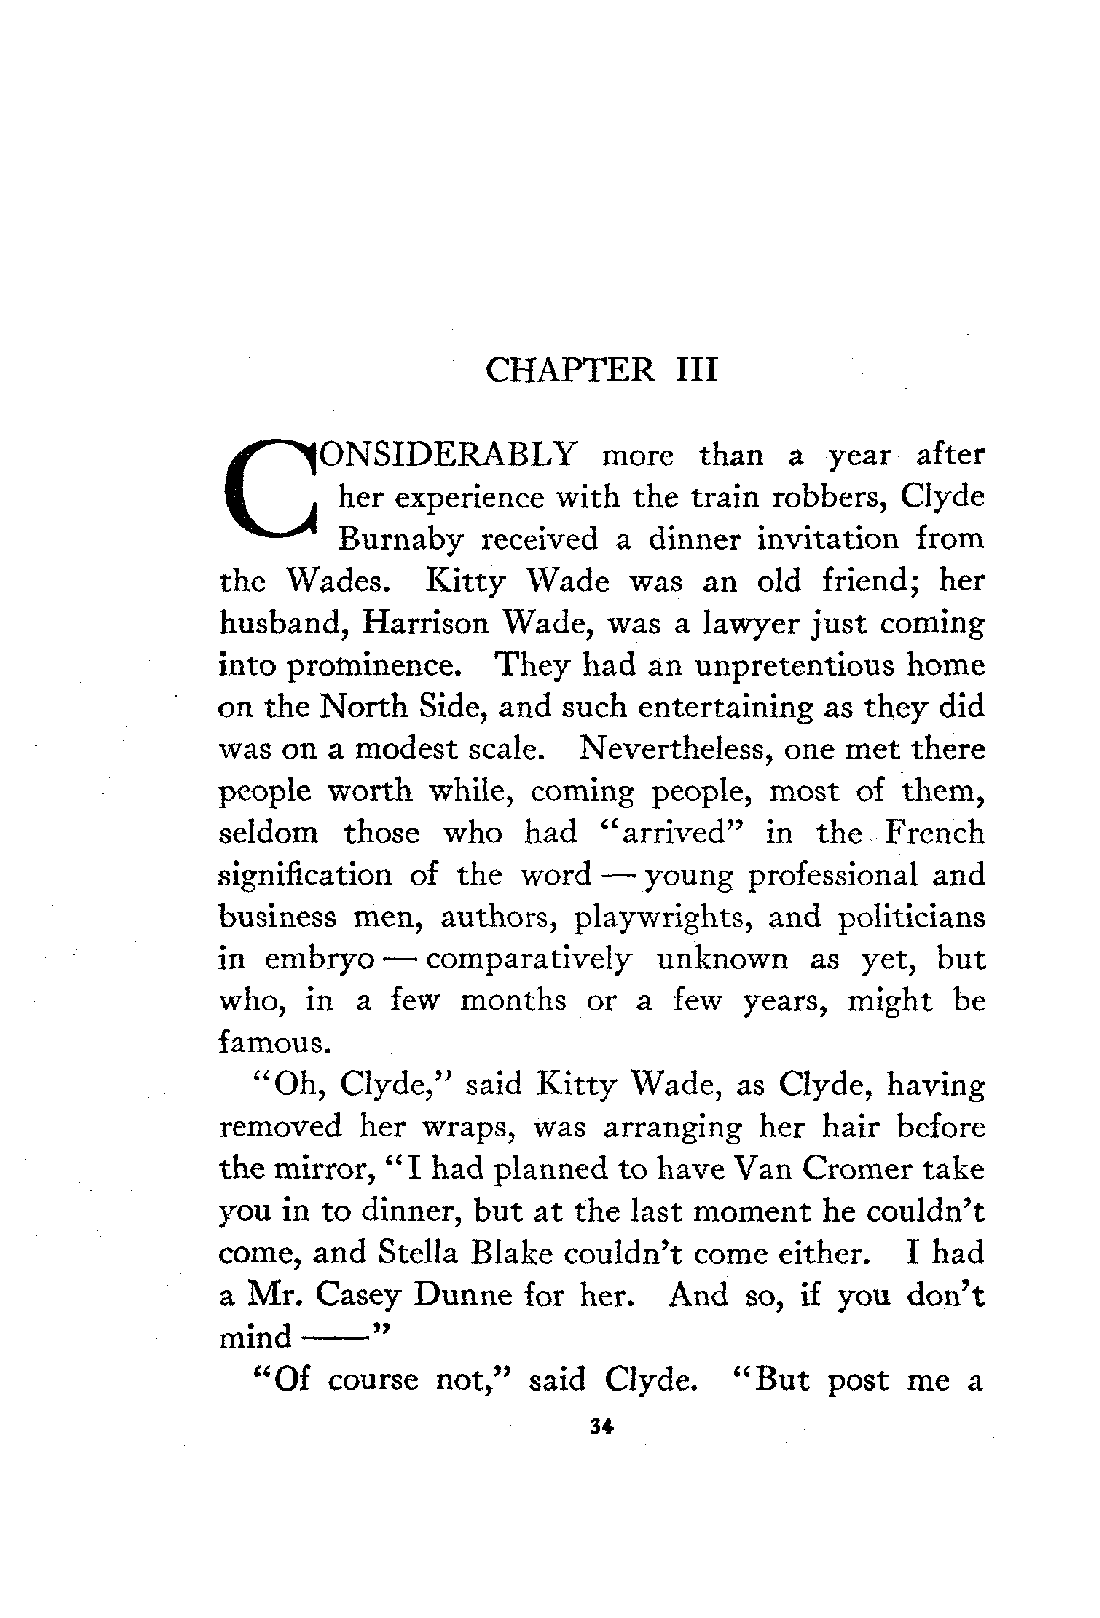 CHAPTER III
CONSIDERABLY more than a year after
her experience with the train robbers, Clyde
Burnaby received a dinner invitation from
the Wades. Kitty Wade was an old friend; her
husband, Harrison Wade, was a lawyer just coming
into prominence. They had an unpretentious home
on the North Side, and such entertaining as they did
was on a modest scale. Nevertheless, one met there
people worth while, coming people, most of them,
seldom those who had “arrived” in the French
signification of the word — young professional and
business men, authors, playwrights, and politicians
in embryo — comparatively unknown as yet, but
who, in a few months or a few years, might be
famous.
“Oh, Clyde,” said Kitty Wade, as Clyde, having
removed her wraps, was arranging her hair before
the mirror, “I had planned to have Van Cromer take
you in to dinner, but at the last moment he couldn’t
come, and Stella Blake couldn’t come either. I had
a Mr. Casey Dunne for her. And so, if you don’t
mind ——”
“Of course not,” said Clyde. “But post me a
34